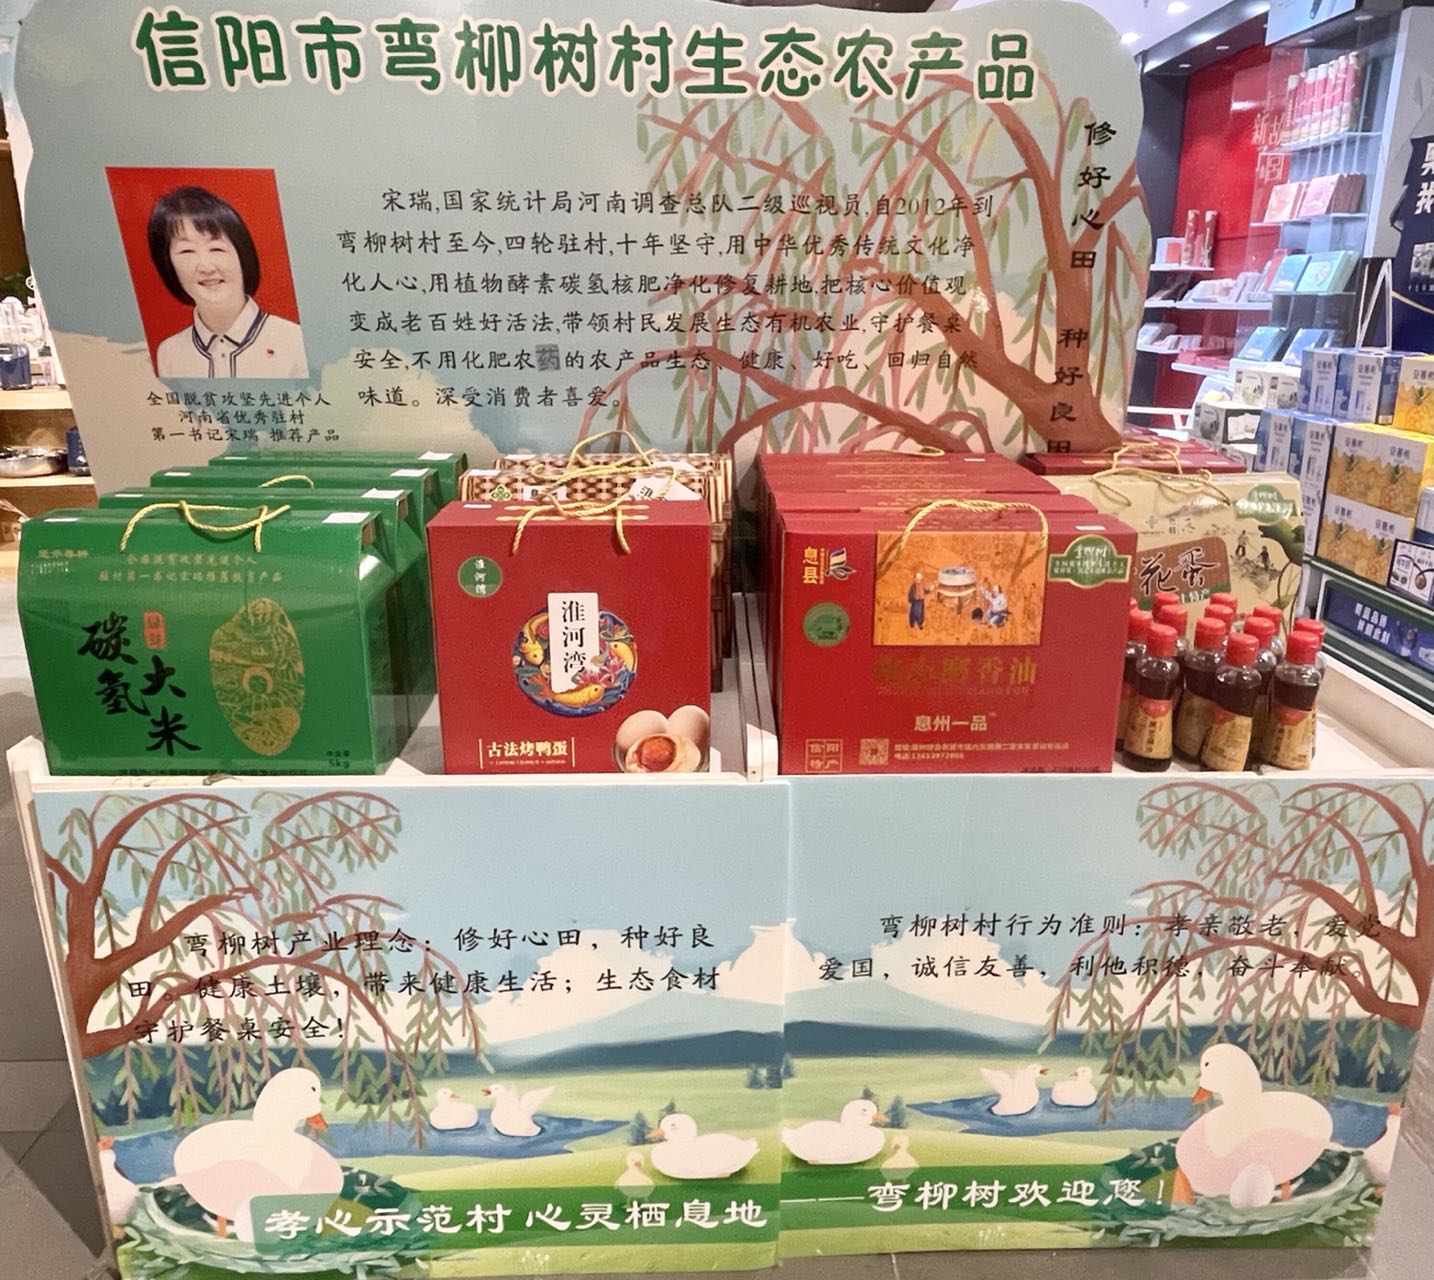 信阳市弯柳树村生态农产品
修好心田 种好良田
宋瑞,国家统计局河南调查总队二级巡视员,自2012年到
弯柳树村至今,四轮驻村,十年坚守,用中华优秀传统文化净
化人心,用植物酵素碳氢核肥净化修复耕地,把核心价值观
变成老百姓好活法,带领村民发展生态有机农业,守护餐桌
安全,不用化肥农药的农产品生态、健康、好吃、回归自然
味道。深受消费者喜爱。
全国脱贫攻坚先进个人
河南省优秀驻村
第一书记宋瑞 推荐产品
碳氢大米
5kg
淮河湾
淮河湾
古法烤鸭蛋
息县
弯柳树
香油
息州一品
信阳特产
花蛋
弯柳树产业理念：修好心田，种好良
田。健康土壤，带来健康生活；生态食材
守护餐桌安全！
弯柳树村行为准则：孝亲敬老，爱党
爱国，诚信友善，利他积德，奋斗奉献。
孝心示范村 心灵栖息地
——弯柳树欢迎您！